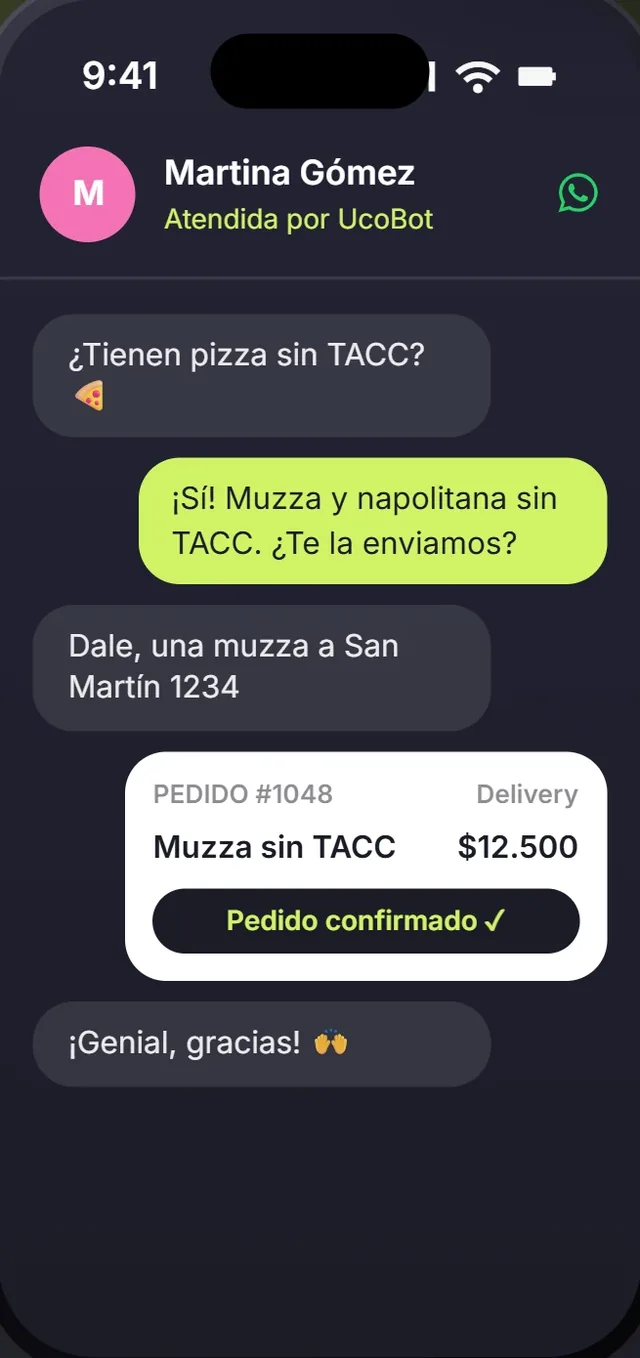 9:41
M
Martina Gómez
Atendida por UcoBot
¿Tienen pizza sin TACC?
🍕
¡Sí! Muzza y napolitana sin
TACC. ¿Te la enviamos?
Dale, una muzza a San
Martín 1234
PEDIDO #1048 Delivery
Muzza sin TACC $12.500
Pedido confirmado ✓
¡Genial, gracias! 🙌